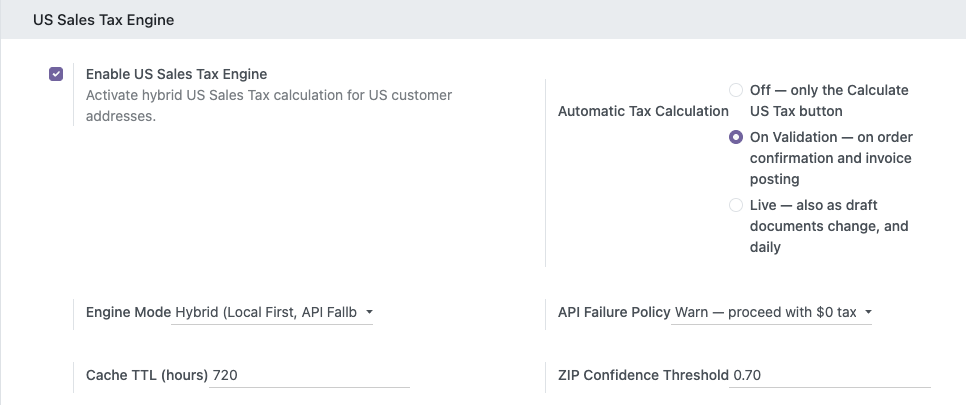 US Sales Tax Engine
Enable US Sales Tax Engine
Activate hybrid US Sales Tax calculation for US customer
addresses.
Automatic Tax Calculation
Off — only the Calculate
US Tax button
On Validation — on order
confirmation and invoice
posting
Live — also as draft
documents change, and
daily
Engine Mode Hybrid (Local First, API Fallb
API Failure Policy Warn — proceed with $0 tax
Cache TTL (hours) 720
ZIP Confidence Threshold 0.70